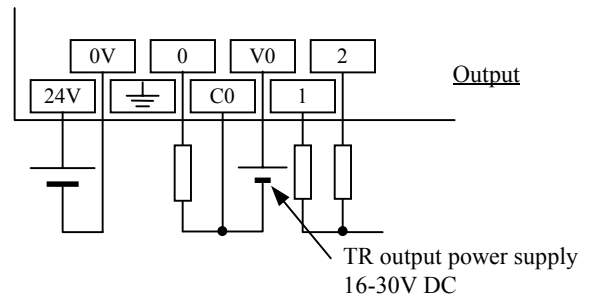 0V 0 V0 2
Output
24V C0 1
TR output power supply
16-30V DC